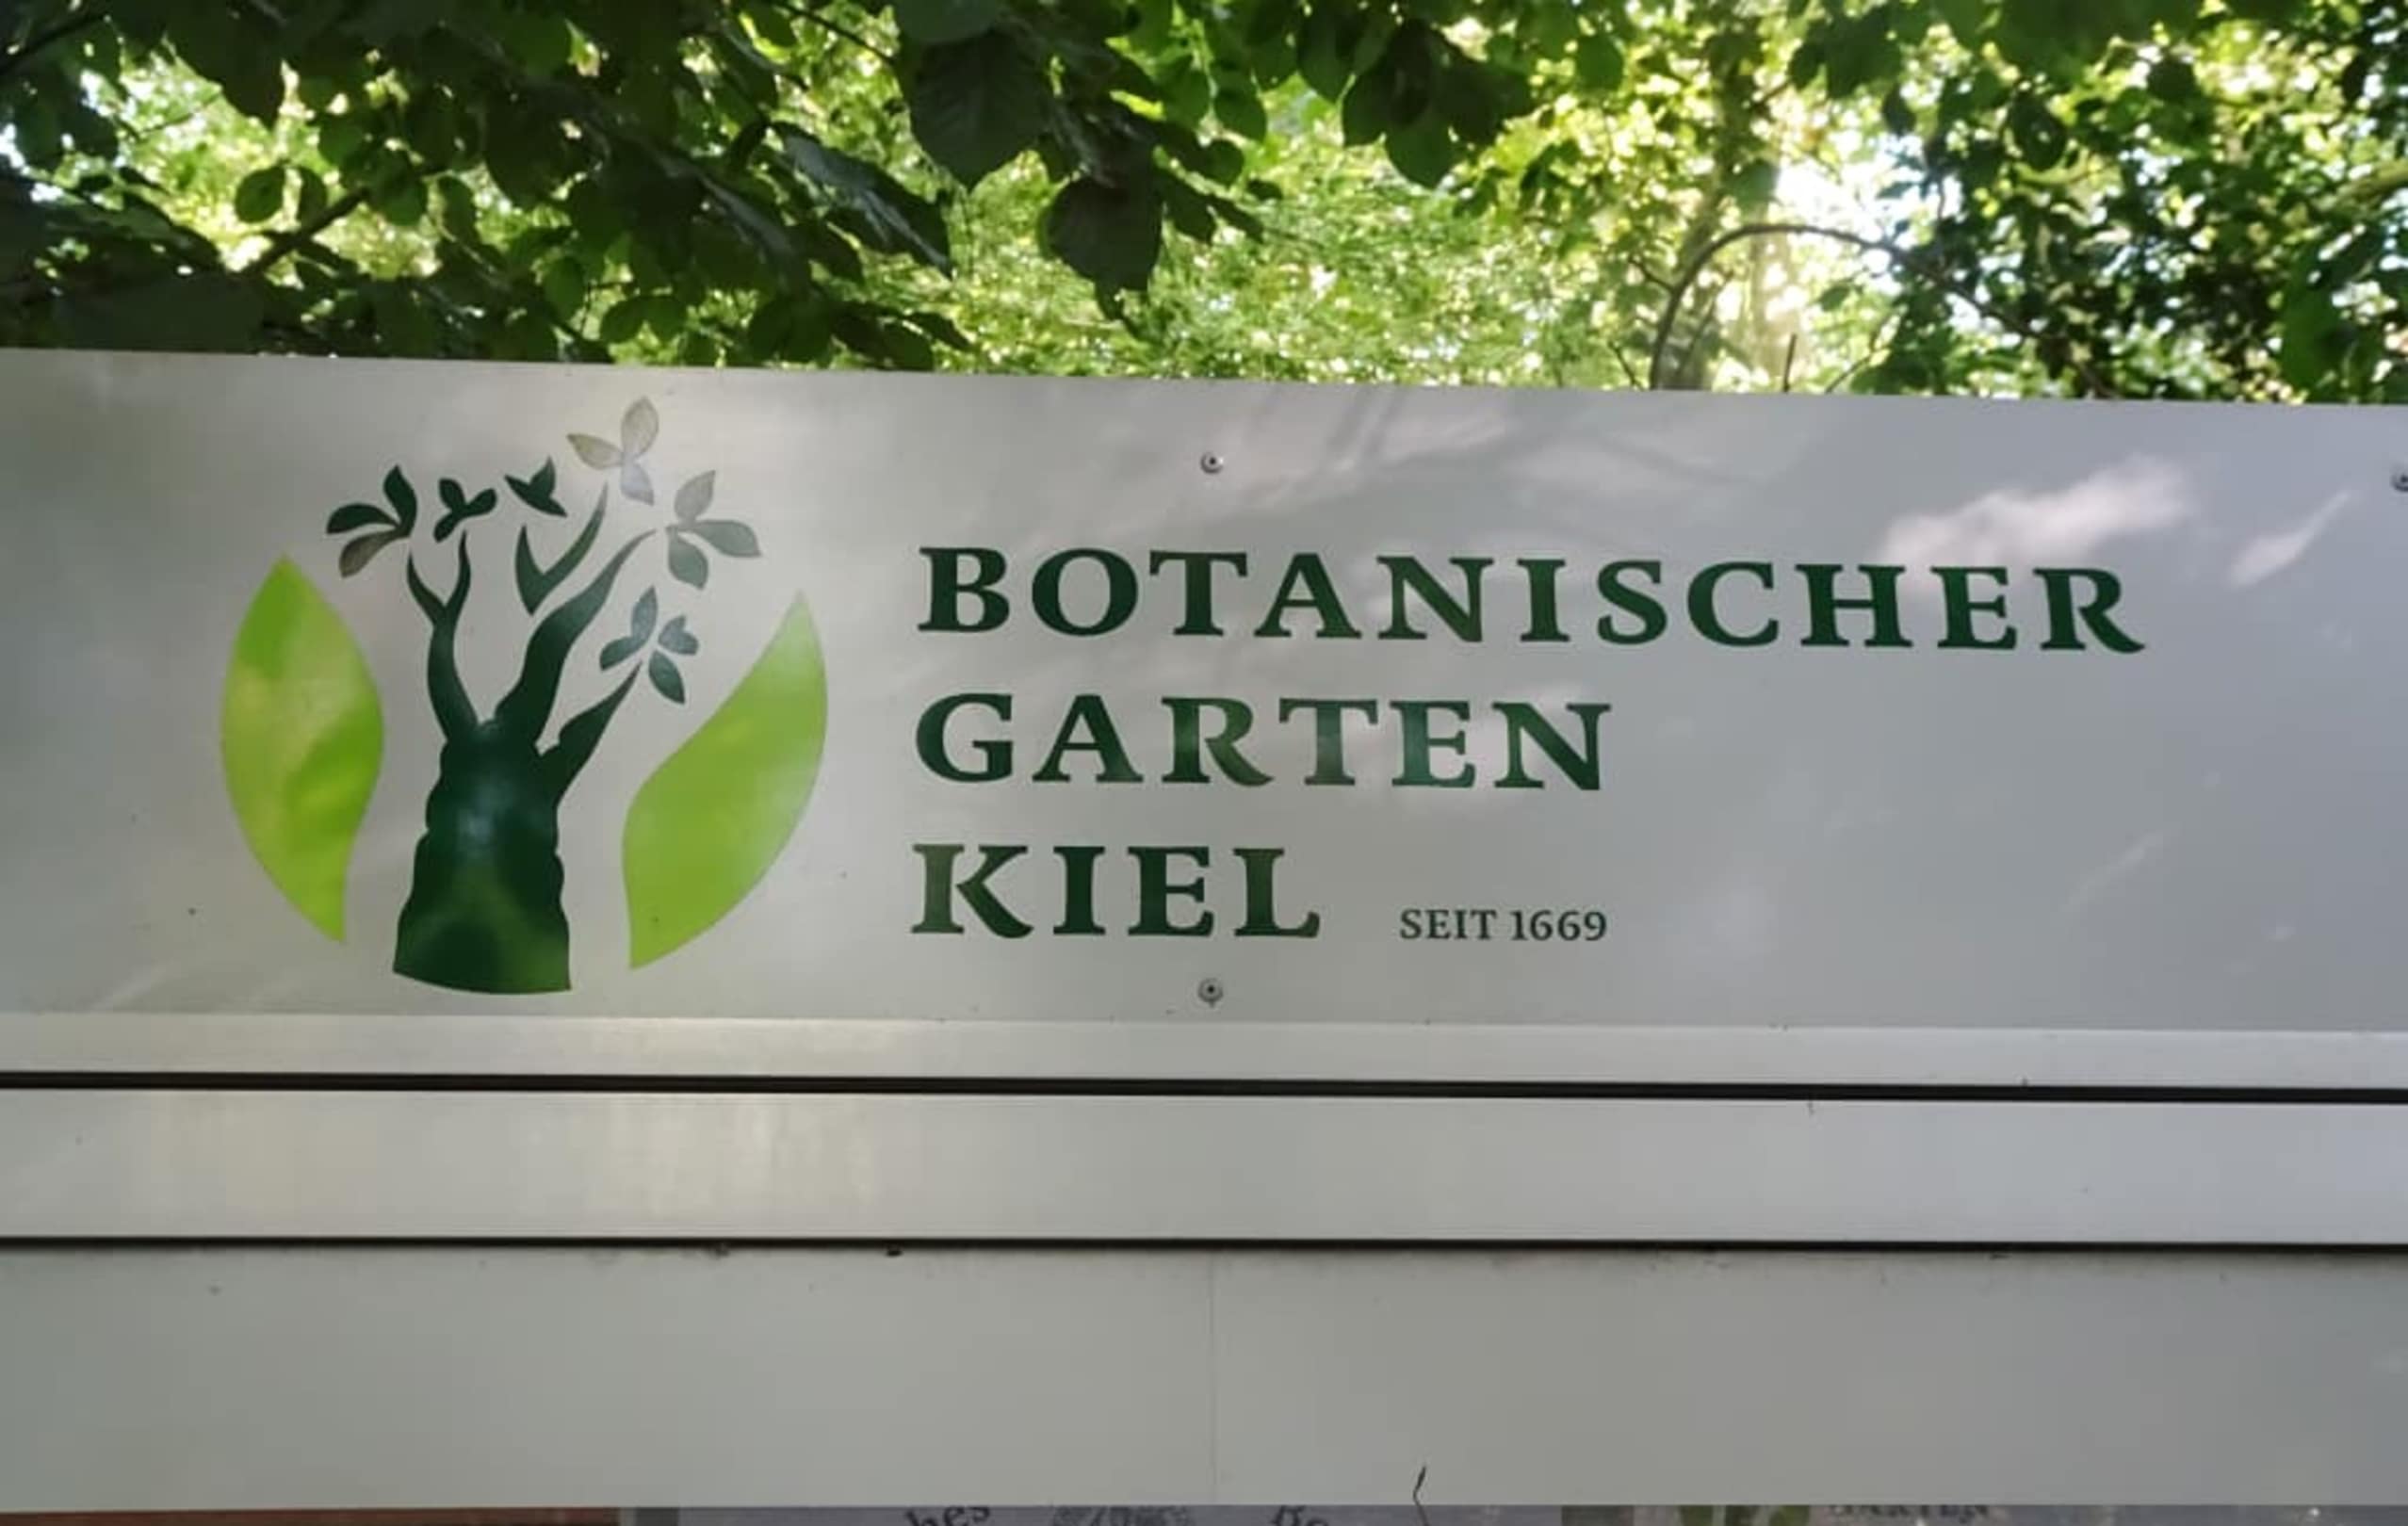 BOTANISCHER
GARTEN
KIEL SEIT 1669